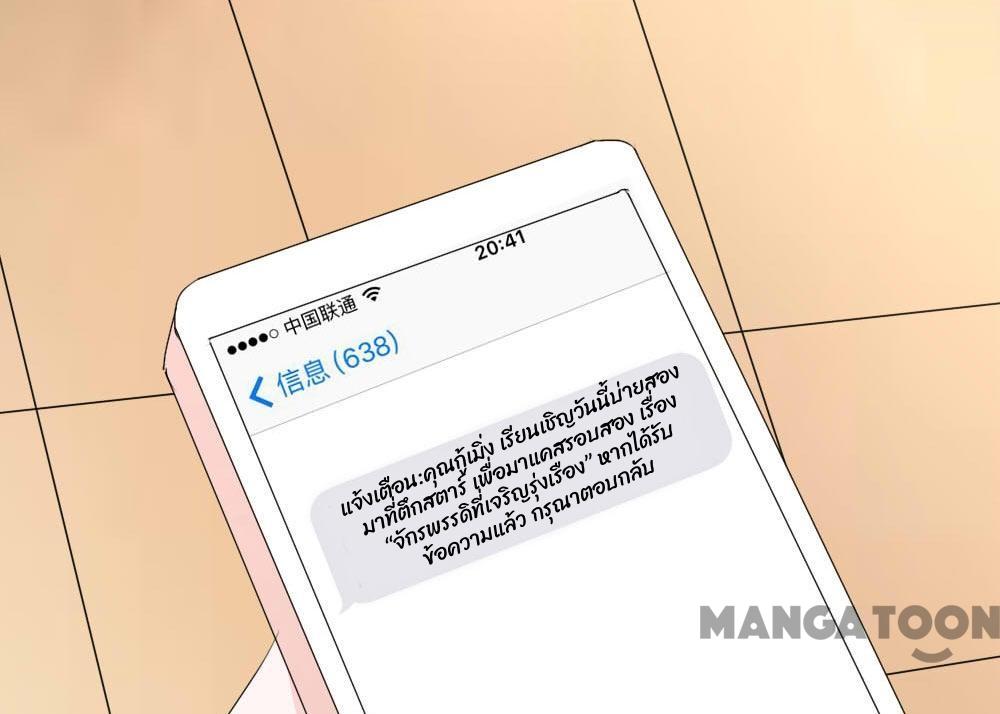 20:41
●●●●○ 中国联通
信息 (638)
แจ้งเตือน:คุณกู้เมิ่ง เรียนเชิญวันนี้บ่ายสอง
มาที่ตึกสตาร์ เพื่อมาแคสรอบสอง เรื่อง
“จักรพรรดิที่เจริญรุ่งเรือง” หากได้รับ
ข้อความแล้ว กรุณาตอบกลับ
MANGATOON